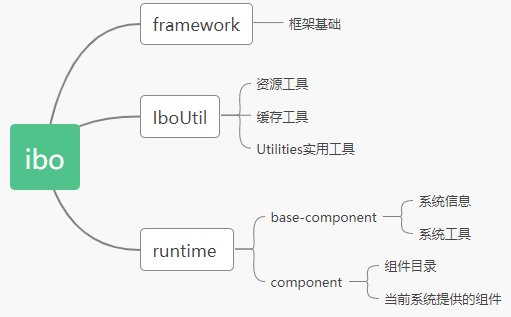 framework
框架基础
资源工具
IboUtil
缓存工具
Utilities实用工具
ibo
系统信息
base-component
系统工具
runtime
组件目录
component
当前系统提供的组件